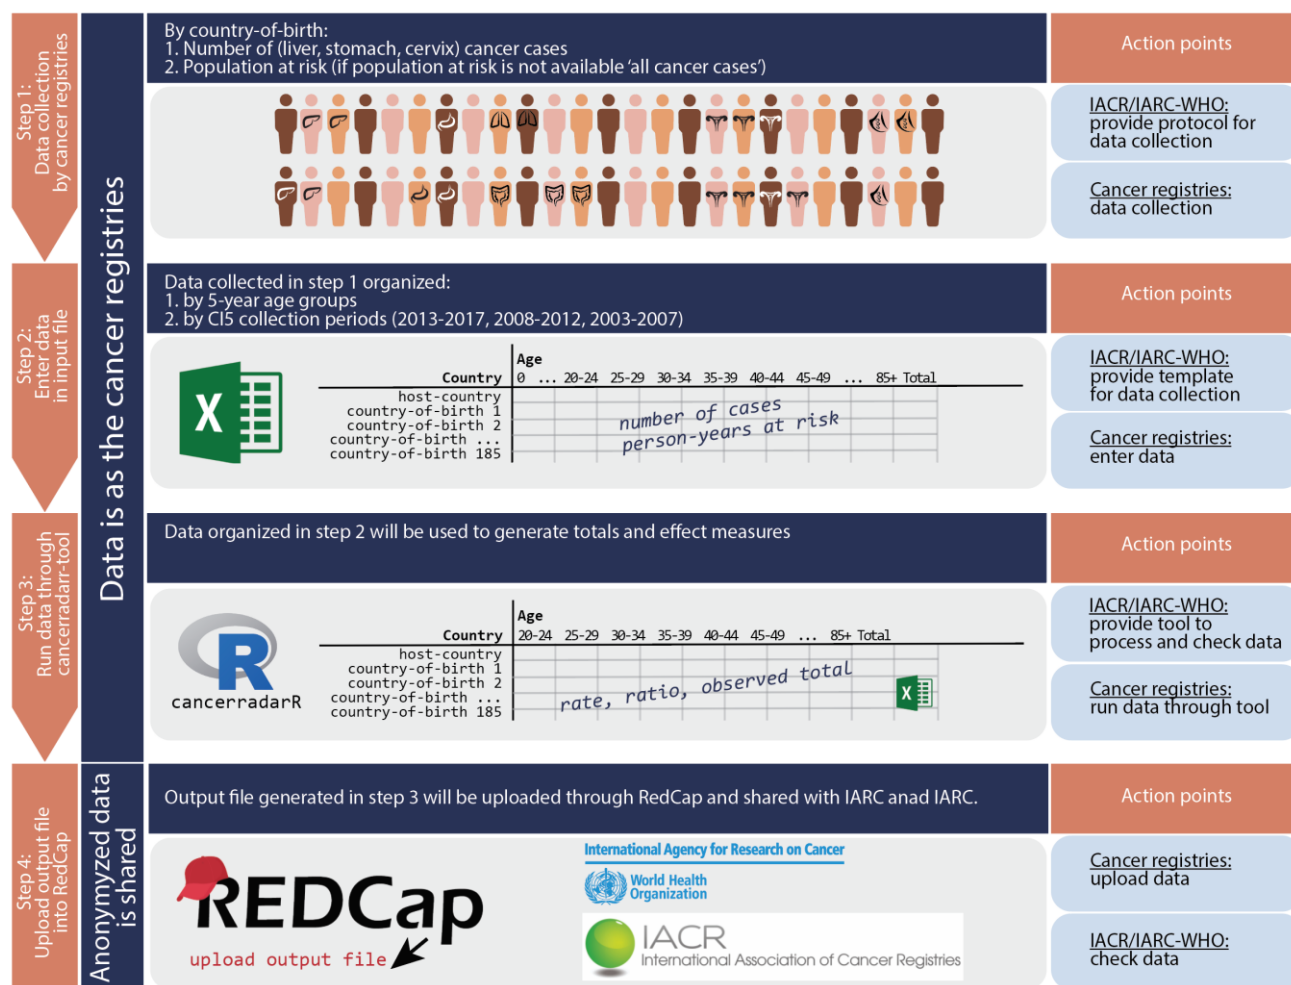 Step 1:
Data collection
by cancer registries
Data is as the cancer registries
By country-of-birth:
1. Number of (liver, stomach, cervix) cancer cases
2. Population at risk (if population at risk is not available 'all cancer cases')
Action points
IACR/IARC-WHO:
provide protocol for
data collection
Cancer registries:
data collection
Step 2:
Enter data
in input file
Data collected in step 1 organized:
1. by 5-year age groups
2. by CI5 collection periods (2013-2017, 2008-2012, 2003-2007)
Action points
X
Age
Country 0 ... 20-24 25-29 30-34 35-39 40-44 45-49 ... 85+ Total
host-country
country-of-birth 1
country-of-birth 2
country-of-birth ...
country-of-birth 185
number of cases
person-years at risk
IACR/IARC-WHO:
provide template
for data collection
Cancer registries:
enter data
Step 3:
Run data through
cancerradarr-tool
Data organized in step 2 will be used to generate totals and effect measures
Action points
R
cancerradarR
Age
Country 20-24 25-29 30-34 35-39 40-44 45-49 ... 85+ Total
host-country
country-of-birth 1
country-of-birth 2
country-of-birth ...
country-of-birth 185
rate, ratio, observed total
X
IACR/IARC-WHO:
provide tool to
process and check data
Cancer registries:
run data through tool
Step 4:
Upload output file
into RedCap
Anonymyzed data
is shared
Output file generated in step 3 will be uploaded through RedCap and shared with IARC anad IARC.
Action points
REDCap
upload output file
International Agency for Research on Cancer
World Health
Organization
IACR
International Association of Cancer Registries
Cancer registries:
upload data
IACR/IARC-WHO:
check data